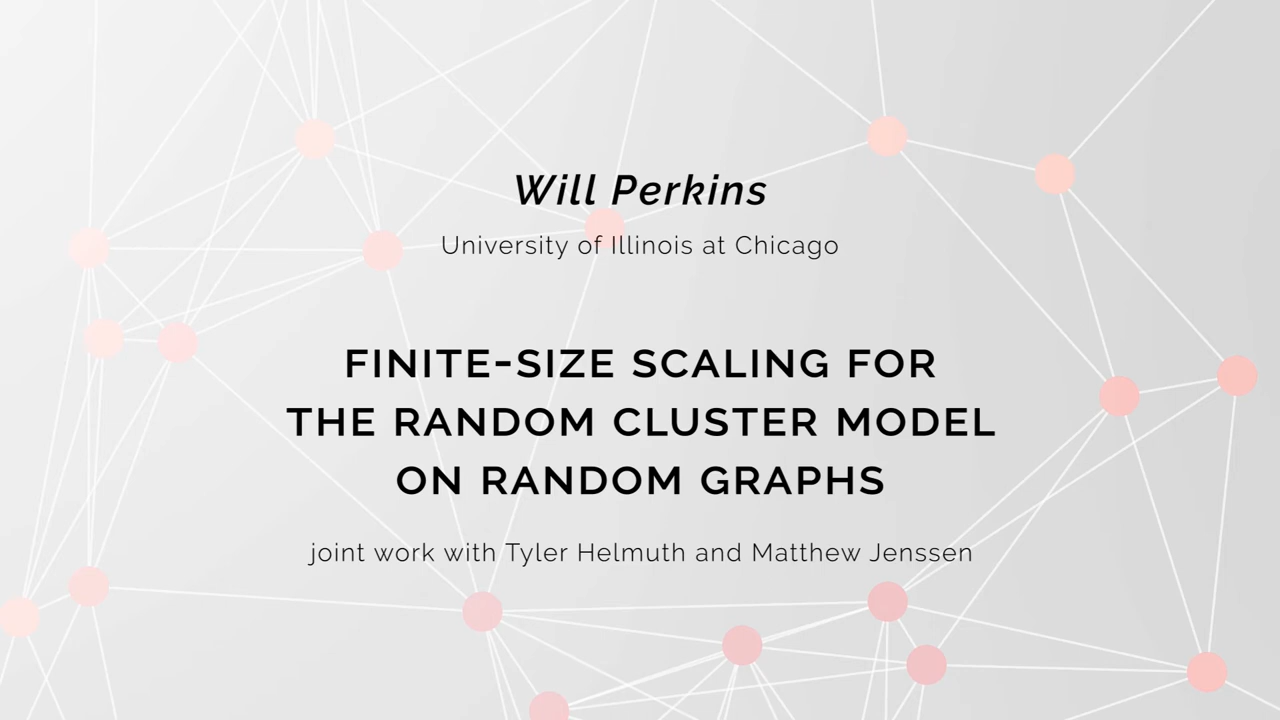 Will Perkins
University of Illinois at Chicago
FINITE-SIZE SCALING FOR
THE RANDOM CLUSTER MODEL
ON RANDOM GRAPHS
joint work with Tyler Helmuth and Matthew Jenssen